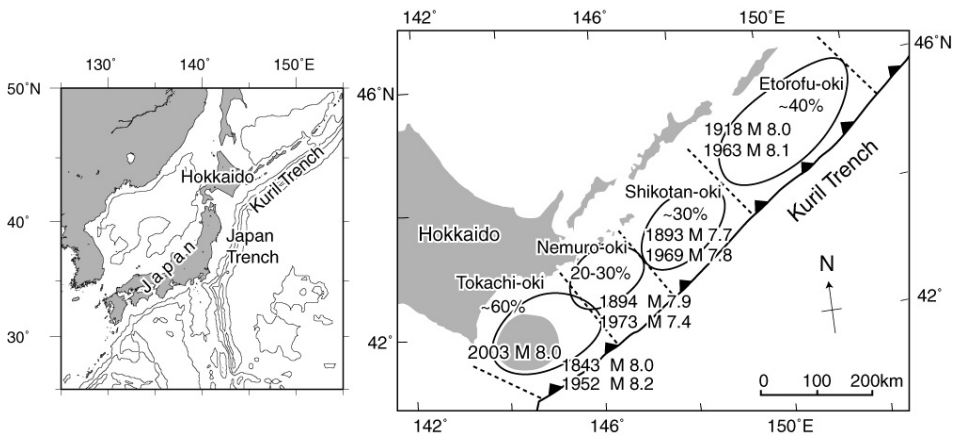 130˚ 140˚ 150˚
50˚N
40˚
30˚
Hokkaido
Kuril Trench
Japan
Japan
Trench
142˚ 146˚ 150˚E
46˚N
46˚N
42˚
42˚
142˚ 146˚ 150˚
Etorofu-oki
~40%
1918 M 8.0
1963 M 8.1
Kuril Trench
Shikotan-oki
~30%
1893 M 7.7
1969 M 7.8
Hokkaido
Nemuro-oki
20-30%
1894 M 7.9
1973 M 7.4
Tokachi-oki
~60%
2003 M 8.0
1843 M 8.0
1952 M 8.2
N
0 100 200km